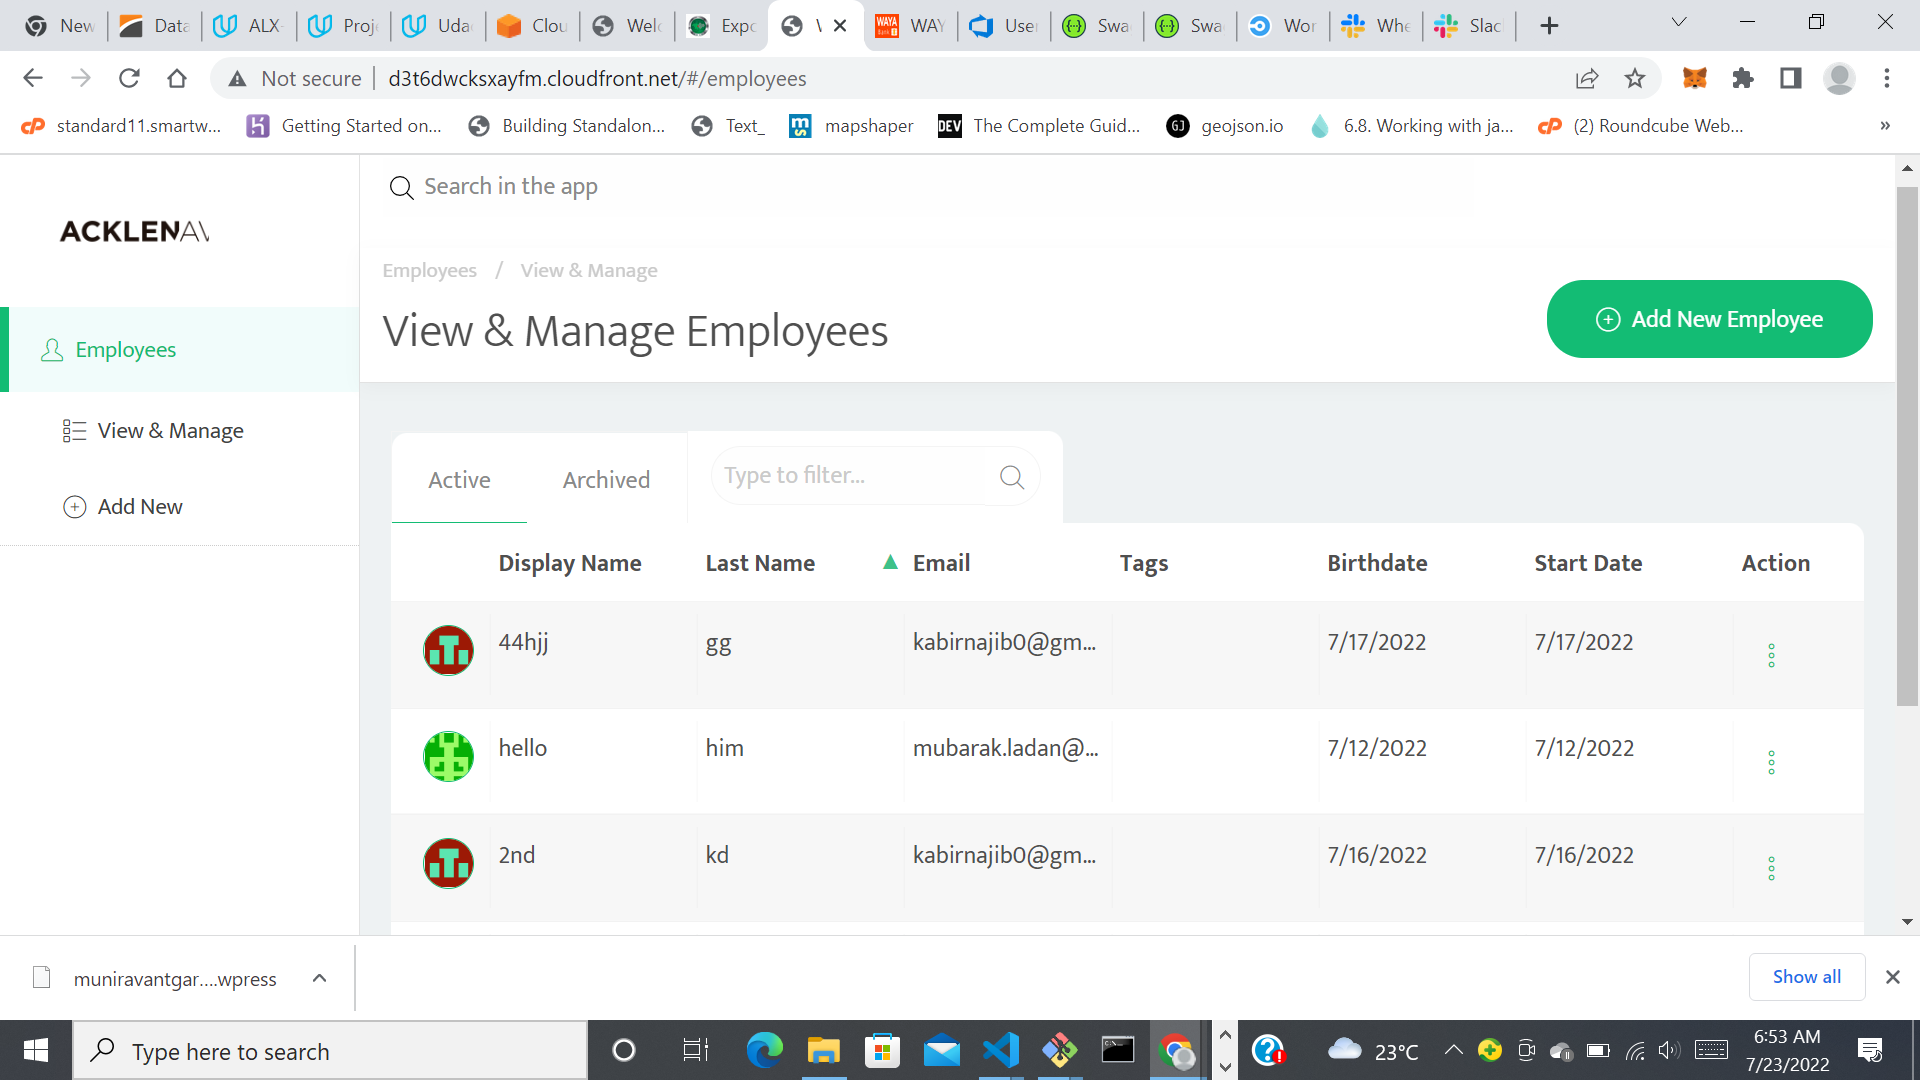 New
Data
ALX-
Proj
Uda
Clou
Welc
Expo
WAY
User
Swa
Swa
Wor
Whe
Slac
Not secure
d3t6dwcksxayfm.cloudfront.net/#/employees
standard11.smartw...
Getting Started on...
Building Standalon...
Text_
mapshaper
DEV
The Complete Guid...
geojson.io
6.8. Working with ja...
(2) Roundcube Web...
»
Search in the app
ACKLENAV
Employees / View & Manage
View & Manage Employees
Add New Employee
Employees
View & Manage
Add New
Active
Archived
Type to filter...
Display Name Last Name Email Tags Birthdate Start Date Action
44hjj gg kabirnajib0@gm... 7/17/2022 7/17/2022
hello him mubarak.ladan@... 7/12/2022 7/12/2022
2nd kd kabirnajib0@gm... 7/16/2022 7/16/2022
muniravantgar....wpress
Show all
Type here to search
23°C
6:53 AM
7/23/2022